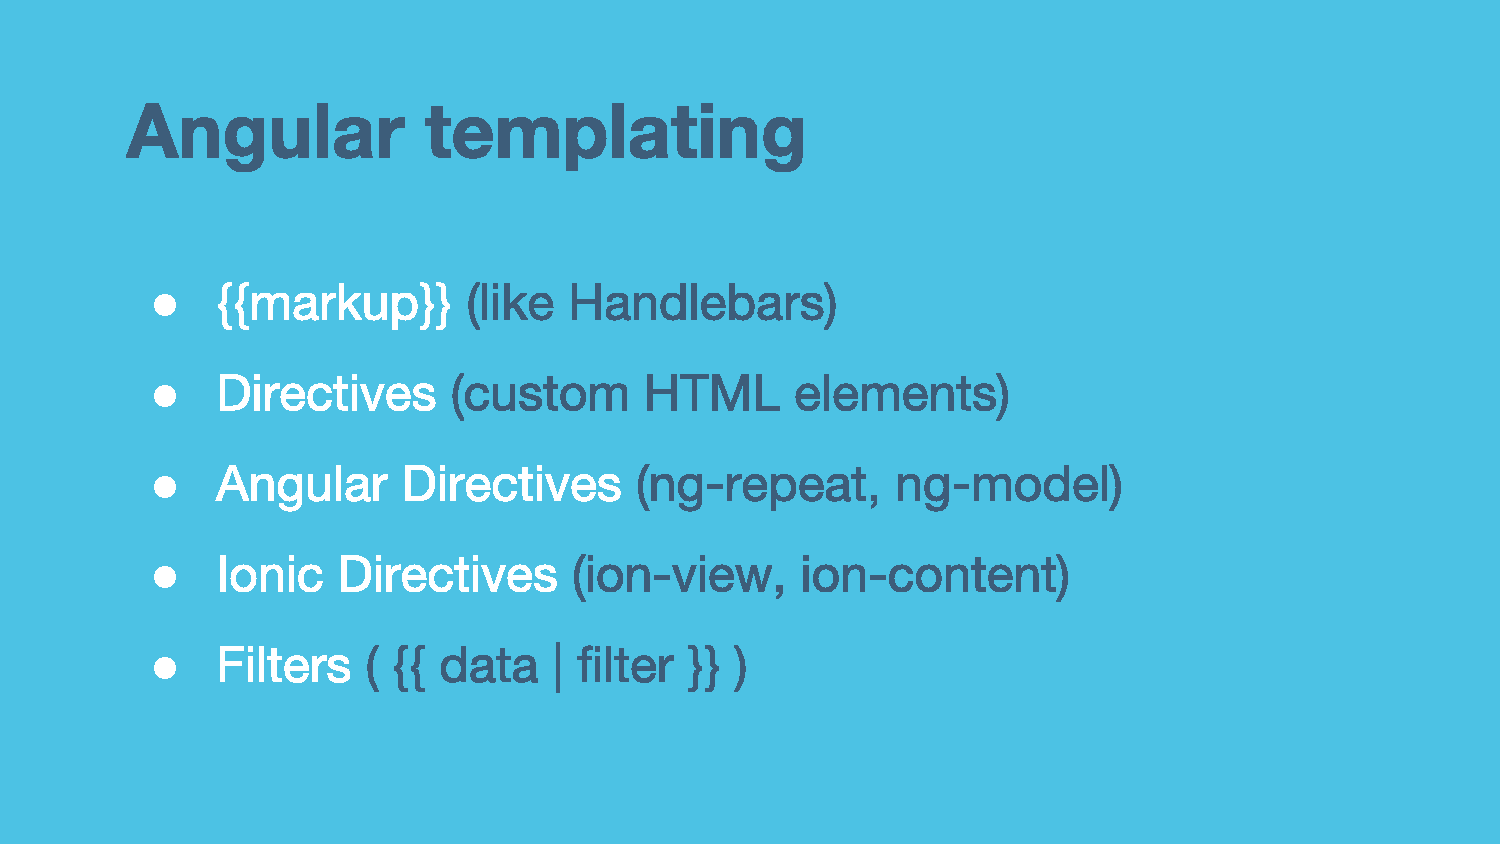 Angular templating
● {{markup}} (like Handlebars)
● Directives (custom HTML elements)
● Angular Directives (ng-repeat, ng-model)
● Ionic Directives (ion-view, ion-content)
● Filters ( {{ data | filter }} )